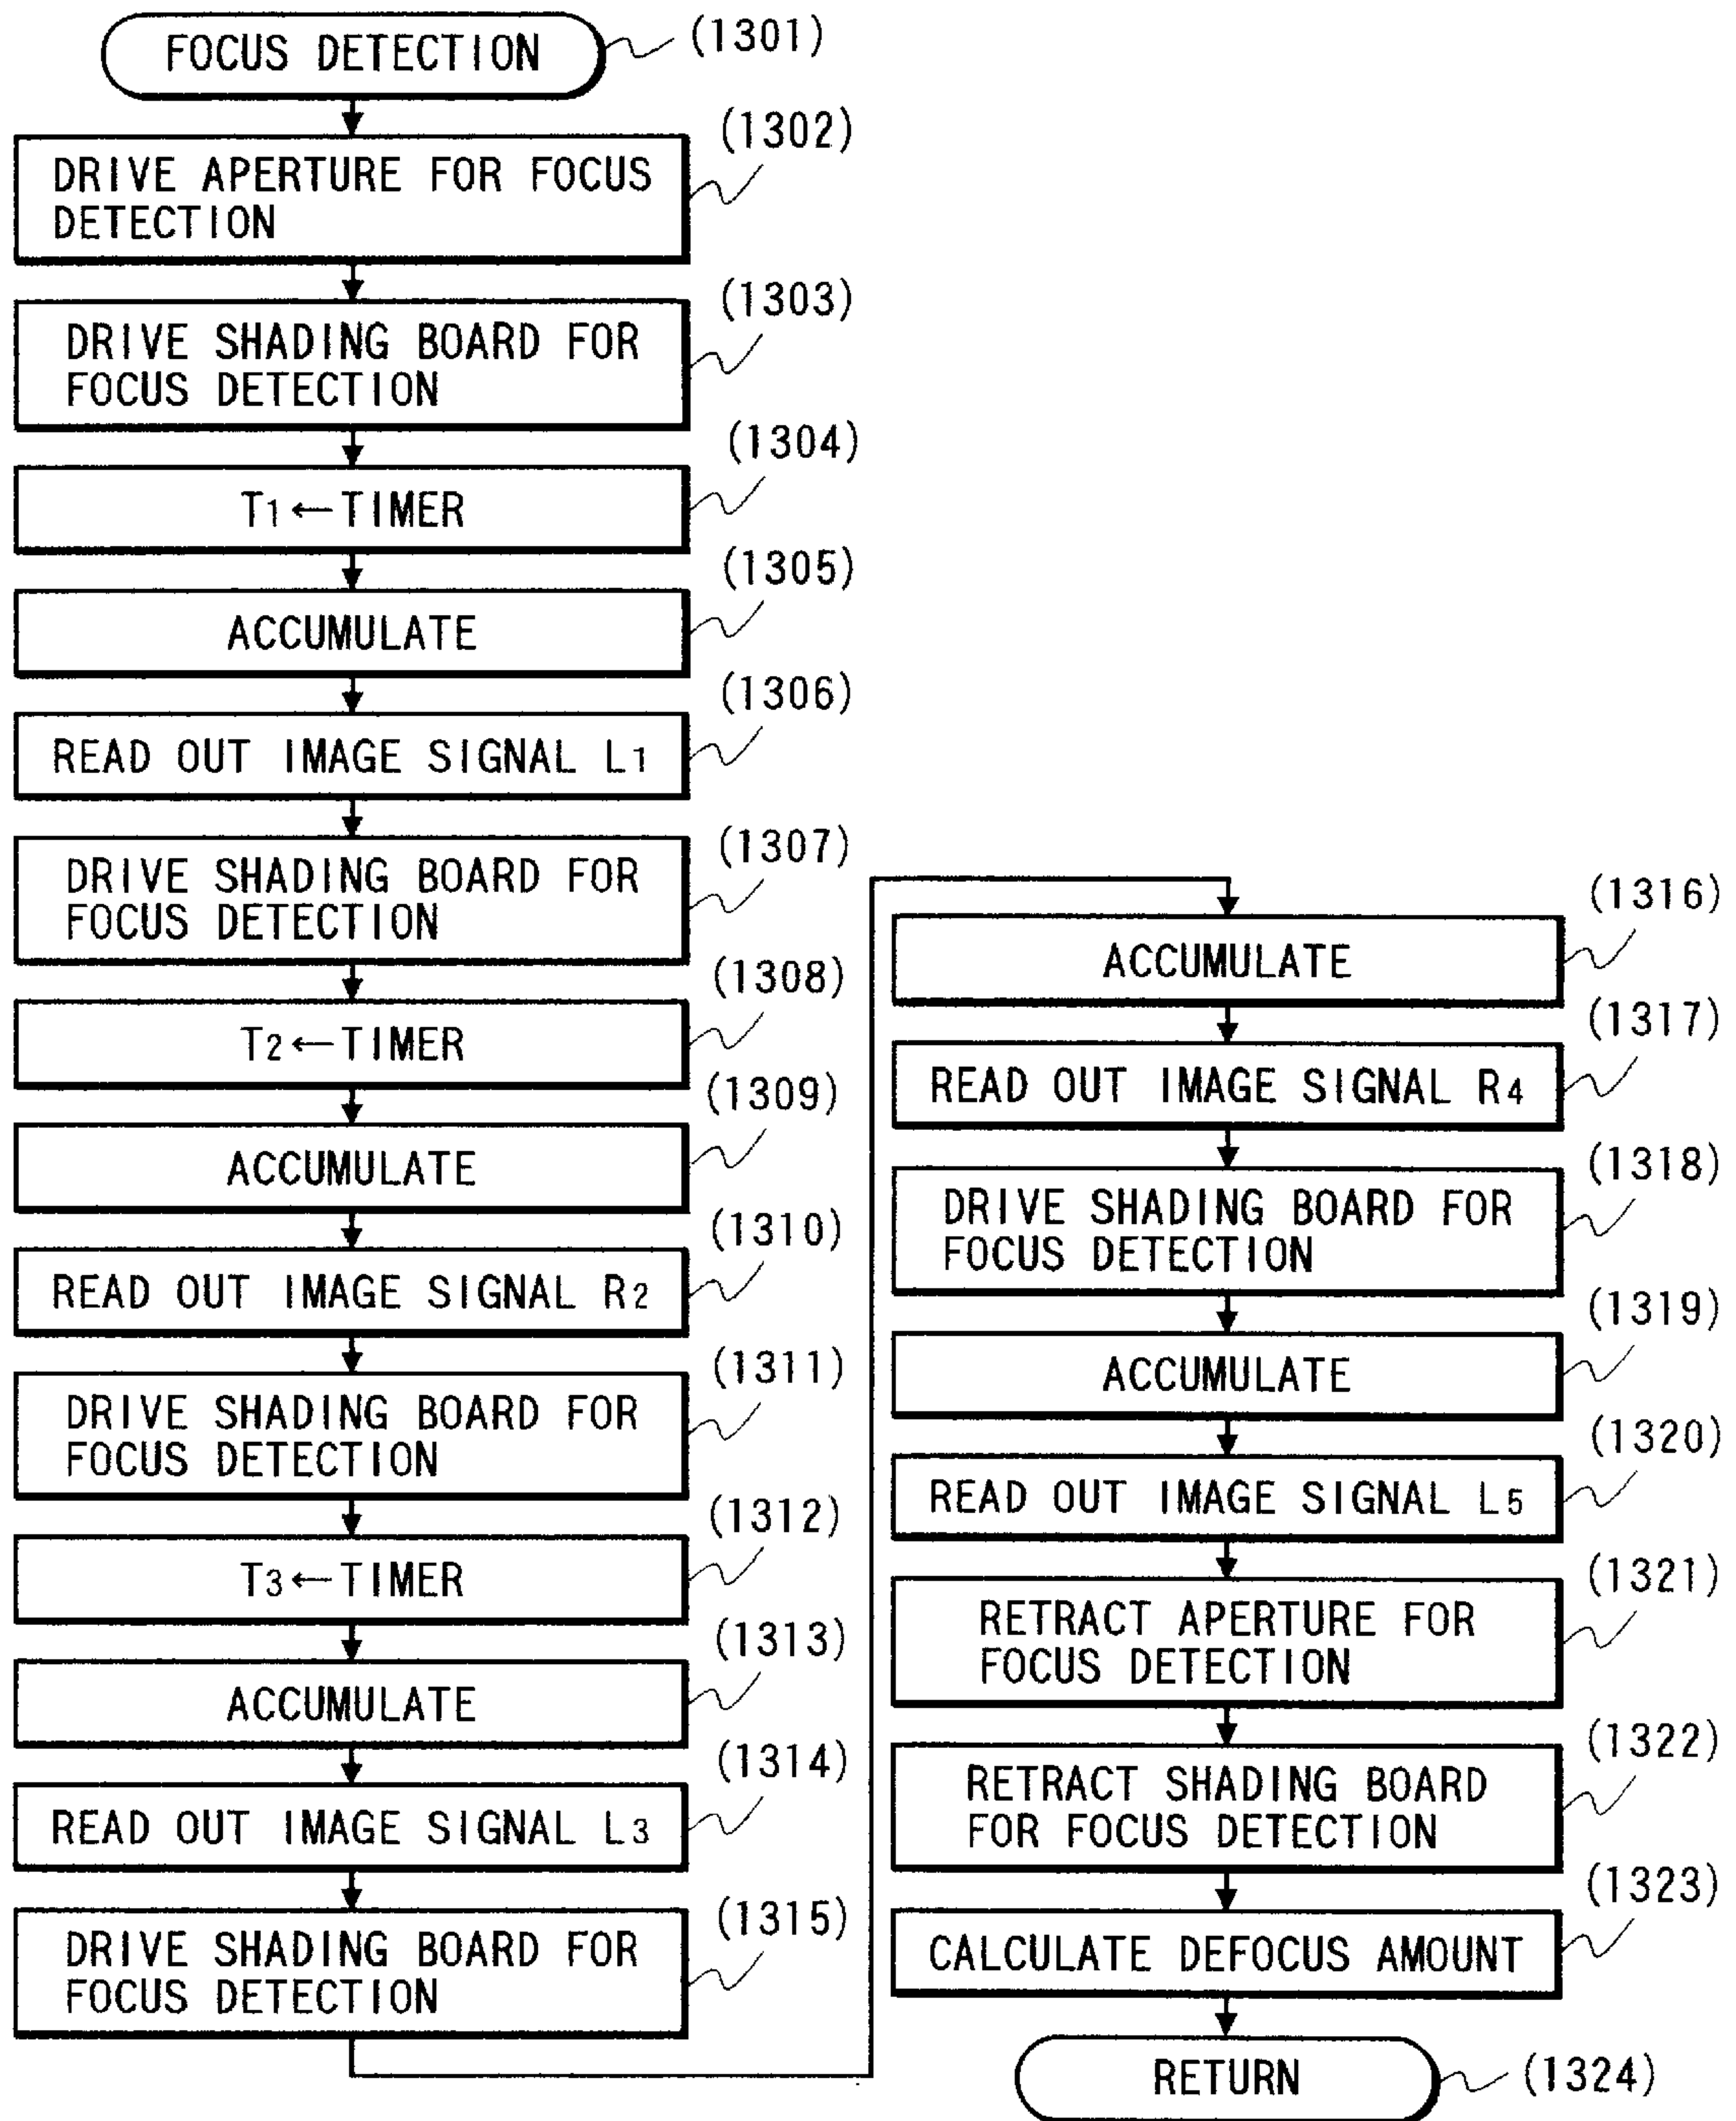 FOCUS DETECTION
(1301)
(1302)
DRIVE APERTURE FOR FOCUS
DETECTION
(1303)
DRIVE SHADING BOARD FOR
FOCUS DETECTION
(1304)
T1←TIMER
(1305)
ACCUMULATE
(1306)
READ OUT IMAGE SIGNAL L1
(1307)
DRIVE SHADING BOARD FOR
FOCUS DETECTION
(1308)
T2←TIMER
(1309)
ACCUMULATE
(1310)
READ OUT IMAGE SIGNAL R2
(1311)
DRIVE SHADING BOARD FOR
FOCUS DETECTION
(1312)
T3←TIMER
(1313)
ACCUMULATE
(1314)
READ OUT IMAGE SIGNAL L3
(1315)
DRIVE SHADING BOARD FOR
FOCUS DETECTION
(1316)
ACCUMULATE
(1317)
READ OUT IMAGE SIGNAL R4
(1318)
DRIVE SHADING BOARD FOR
FOCUS DETECTION
(1319)
ACCUMULATE
(1320)
READ OUT IMAGE SIGNAL L5
(1321)
RETRACT APERTURE FOR
FOCUS DETECTION
(1322)
RETRACT SHADING BOARD
FOR FOCUS DETECTION
(1323)
CALCULATE DEFOCUS AMOUNT
RETURN
(1324)